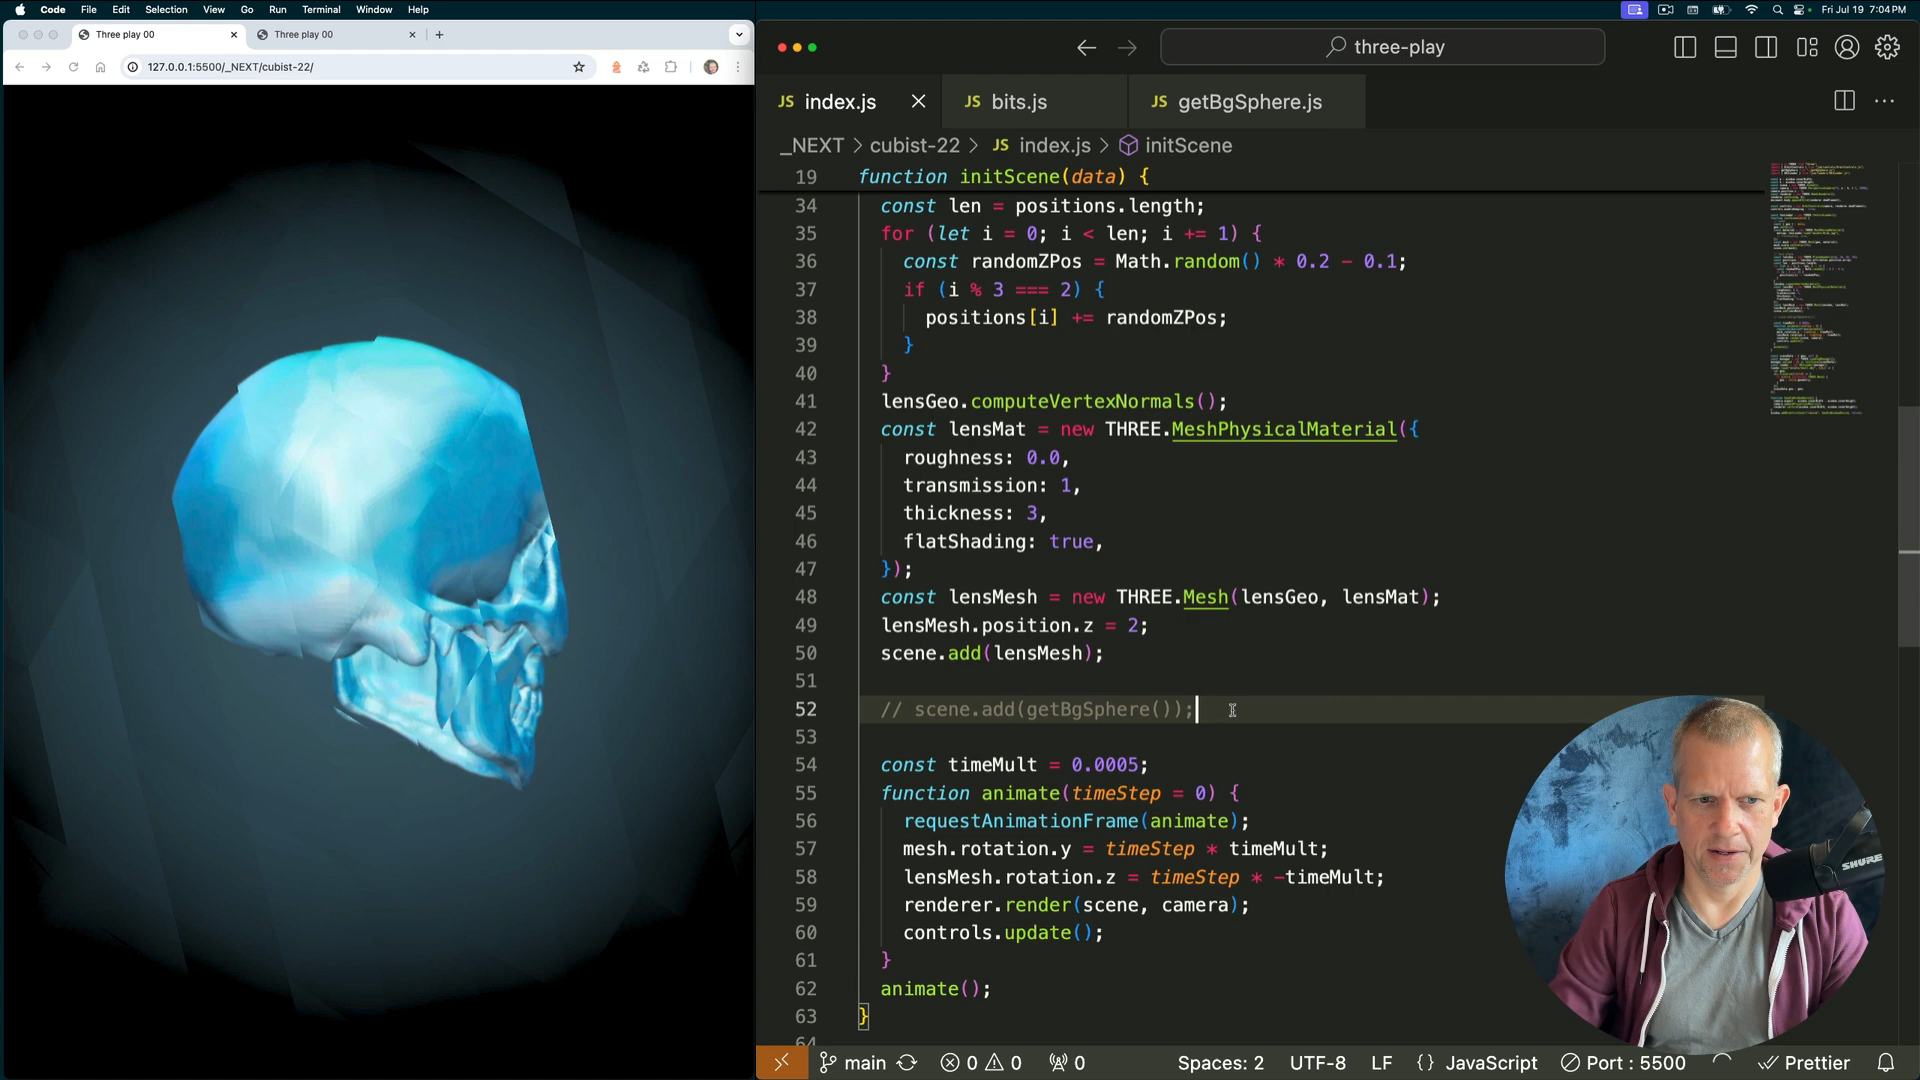 Code File Edit Selection View Go Run Terminal Window Help
Fri Jul 19 7:04PM
Three play 00
Three play 00
127.0.0.1:5500/_NEXT/cubist-22/
three-play
JS index.js
JS bits.js
JS getBgSphere.js
_NEXT > cubist-22 > JS index.js > initScene
19 function initScene(data) {
34 const len = positions.length;
35 for (let i = 0; i < len; i += 1) {
36 const randomZPos = Math.random() * 0.2 - 0.1;
37 if (i % 3 === 2) {
38 positions[i] += randomZPos;
39 }
40 }
41 lensGeo.computeVertexNormals();
42 const lensMat = new THREE.MeshPhysicalMaterial({
43 roughness: 0.0,
44 transmission: 1,
45 thickness: 3,
46 flatShading: true,
47 });
48 const lensMesh = new THREE.Mesh(lensGeo, lensMat);
49 lensMesh.position.z = 2;
50 scene.add(lensMesh);
51
52 // scene.add(getBgSphere());
53
54 const timeMult = 0.0005;
55 function animate(timeStep = 0) {
56 requestAnimationFrame(animate);
57 mesh.rotation.y = timeStep * timeMult;
58 lensMesh.rotation.z = timeStep * -timeMult;
59 renderer.render(scene, camera);
60 controls.update();
61 }
62 animate();
63 }
64
SHURE
main 0 0 0 Spaces: 2 UTF-8 LF {} JavaScript Port : 5500 Prettier